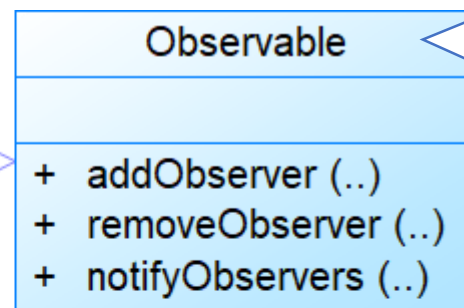 Observable
+ addObserver (..)
+ removeObserver (..)
+ notifyObservers (..)